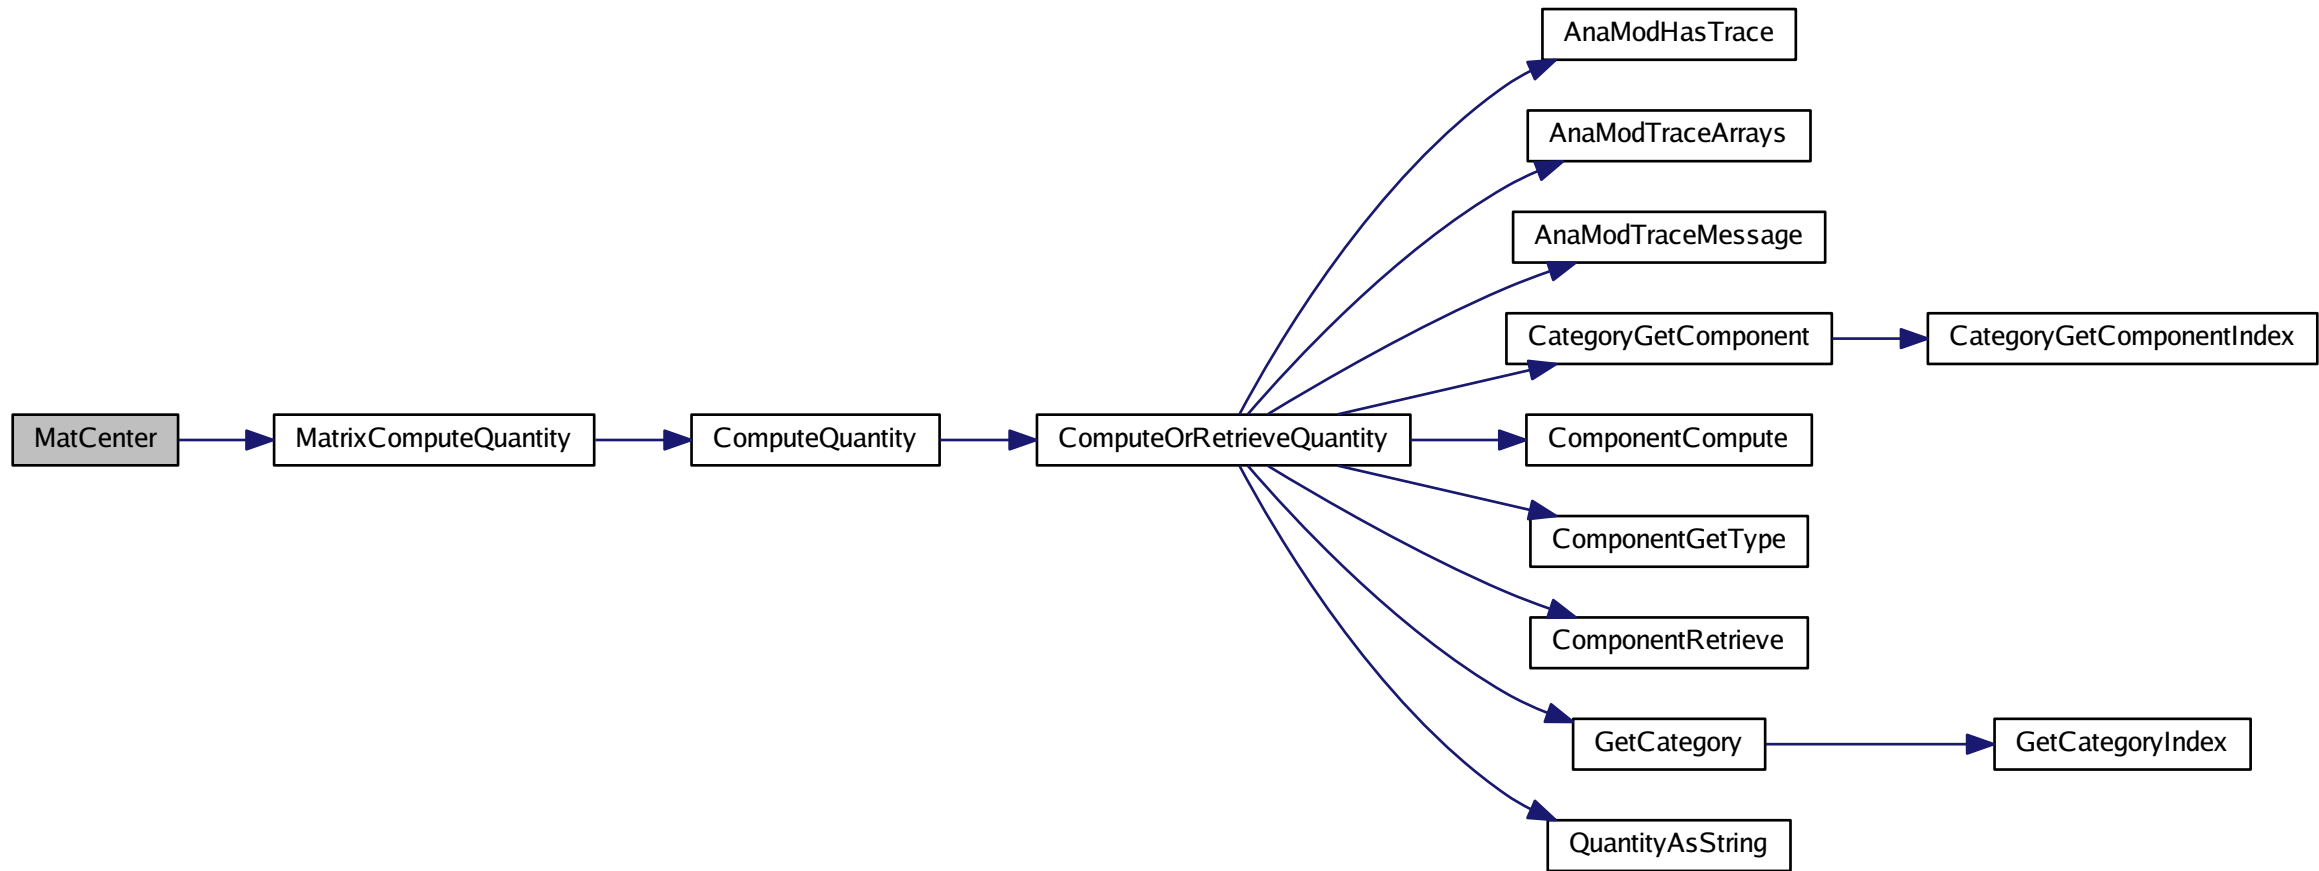 AnaModHasTrace
AnaModTraceArrays
AnaModTraceMessage
CategoryGetComponent
CategoryGetComponentIndex
MatCenter
MatrixComputeQuantity
ComputeQuantity
ComputeOrRetrieveQuantity
ComponentCompute
ComponentGetType
ComponentRetrieve
GetCategory
GetCategoryIndex
QuantityAsString